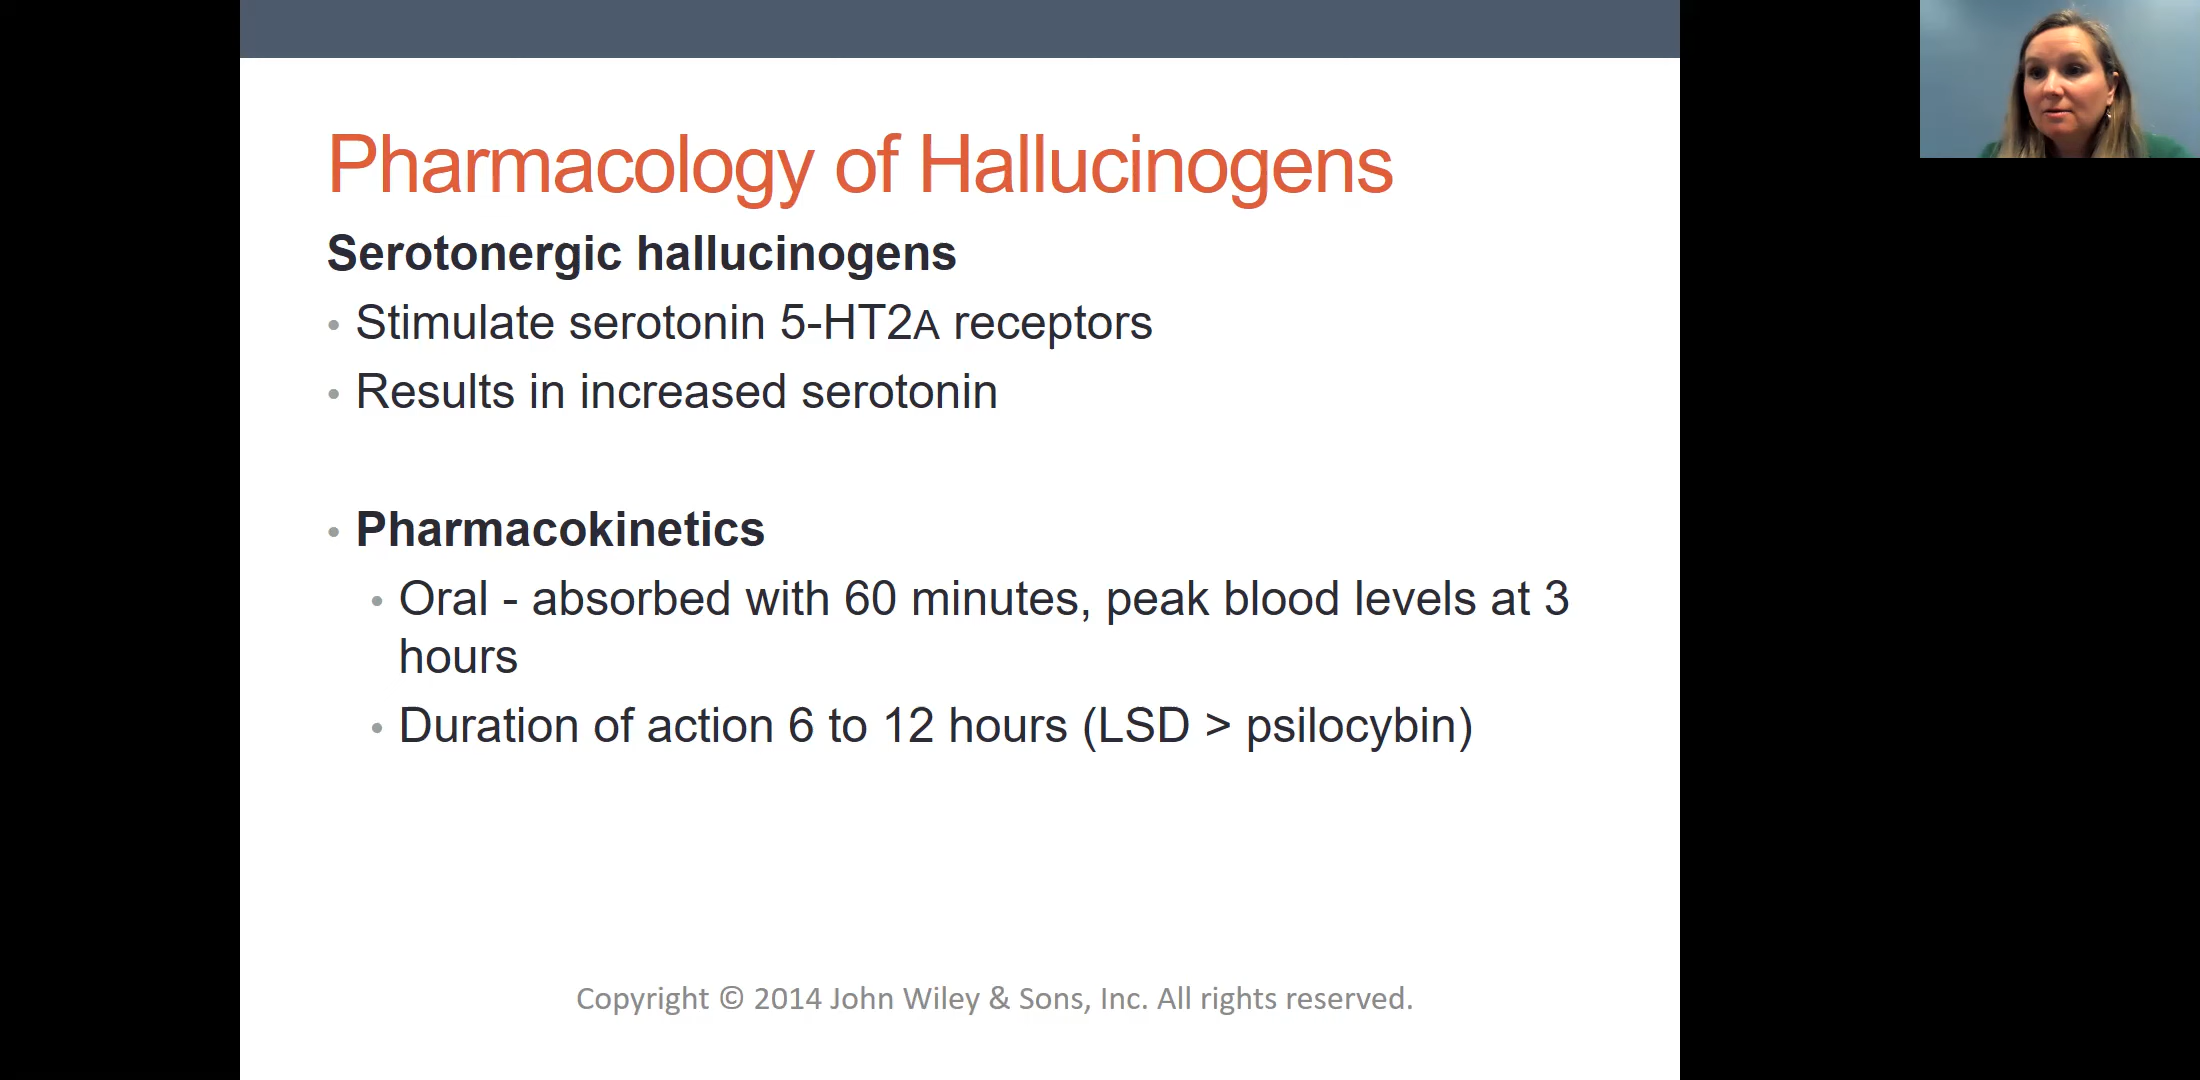 Pharmacology of Hallucinogens
Serotonergic hallucinogens
• Stimulate serotonin 5-HT2A receptors
• Results in increased serotonin
• Pharmacokinetics
• Oral - absorbed with 60 minutes, peak blood levels at 3
hours
• Duration of action 6 to 12 hours (LSD > psilocybin)
Copyright © 2014 John Wiley & Sons, Inc. All rights reserved.